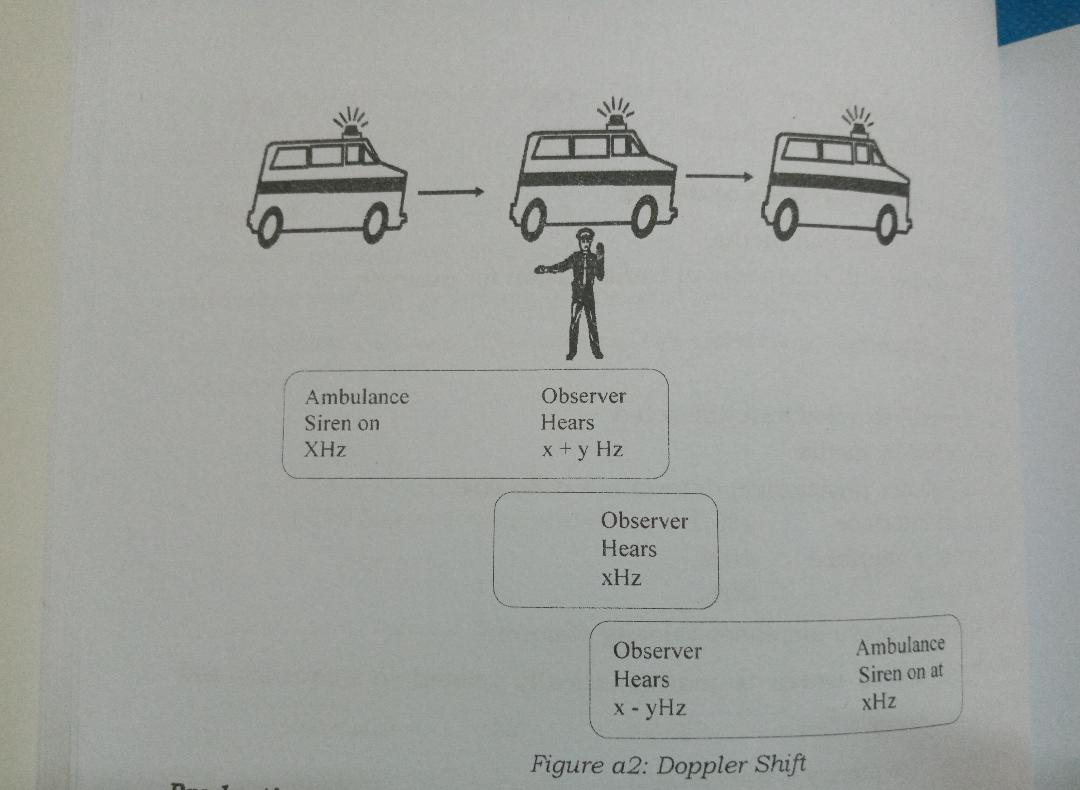 Ambulance
Siren on
XHz
Observer
Hears
x + y Hz
Observer
Hears
xHz
Observer
Hears
x - yHz
Ambulance
Siren on at
xHz
Figure a2: Doppler Shift